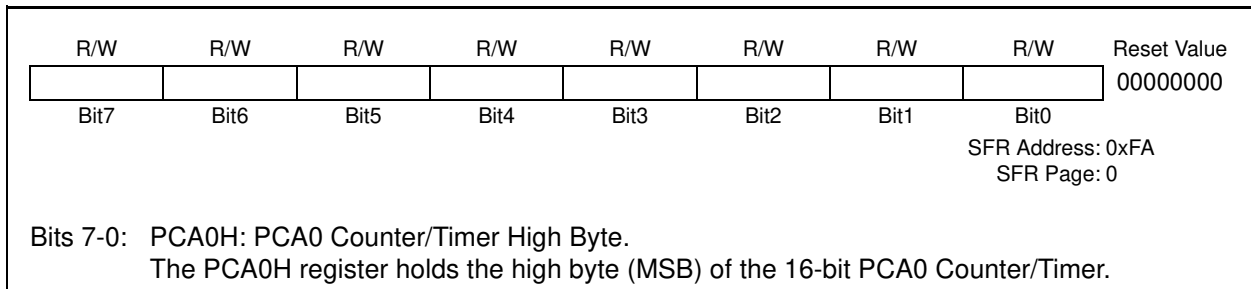 R/W R/W R/W R/W R/W R/W R/W R/W Reset Value
00000000
Bit7 Bit6 Bit5 Bit4 Bit3 Bit2 Bit1 Bit0
SFR Address: 0xFA
SFR Page: 0
Bits 7-0: PCA0H: PCA0 Counter/Timer High Byte.
The PCA0H register holds the high byte (MSB) of the 16-bit PCA0 Counter/Timer.